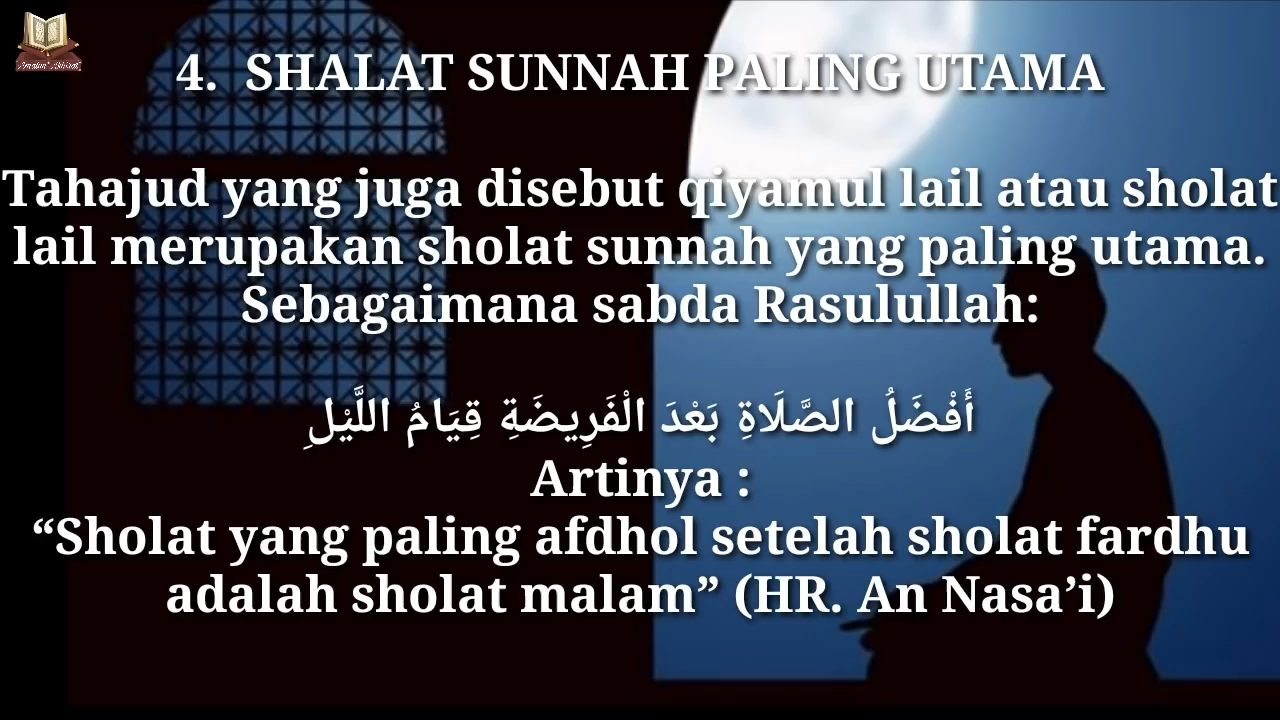 4. SHALAT SUNNAH PALING UTAMA
Tahajud yang juga disebut qiyamul lail atau sholat
lail merupakan sholat sunnah yang paling utama.
Sebagaimana sabda Rasulullah:
أَفْضَلُ الصَّلَاةِ بَعْدَ الْفَرِيضَةِ قِيَامُ اللَّيْلِ
Artinya :
“Sholat yang paling afdhol setelah sholat fardhu
adalah sholat malam” (HR. An Nasa’i)